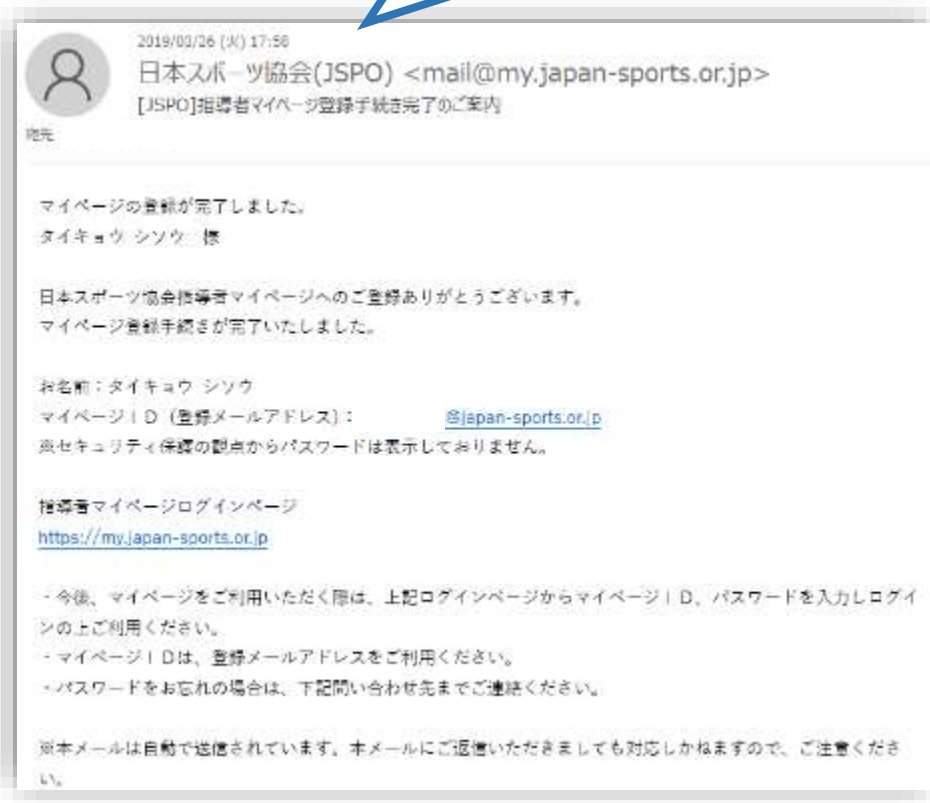 2019/03/26 (火) 17:58
日本スポーツ協会(JSPO) <mail@my.japan-sports.or.jp>
[JSPO]指導者マイページ登録手続き完了のご案内
宛先
マイページの登録が完了しました。
タイキョウ シソウ 様
日本スポーツ協会指導者マイページへのご登録ありがとうございます。
マイページ登録手続きが完了いたしました。
お名前：タイキョウ シソウ
マイページＩＤ（登録メールアドレス）： @japan-sports.or.jp
※セキュリティ保護の観点からパスワードは表示しておりません。
指導者マイページログインページ
https://my.japan-sports.or.jp
・今後、マイページをご利用いただく際は、上記ログインページからマイページＩＤ、パスワードを入力しログイ
ンの上ご利用ください。
・マイページＩＤは、登録メールアドレスをご利用ください。
・パスワードをお忘れの場合は、下記問い合わせ先までご連絡ください。
※本メールは自動で送信されています。本メールにご返信いただきましても対応しかねますので、ご注意くださ
い。